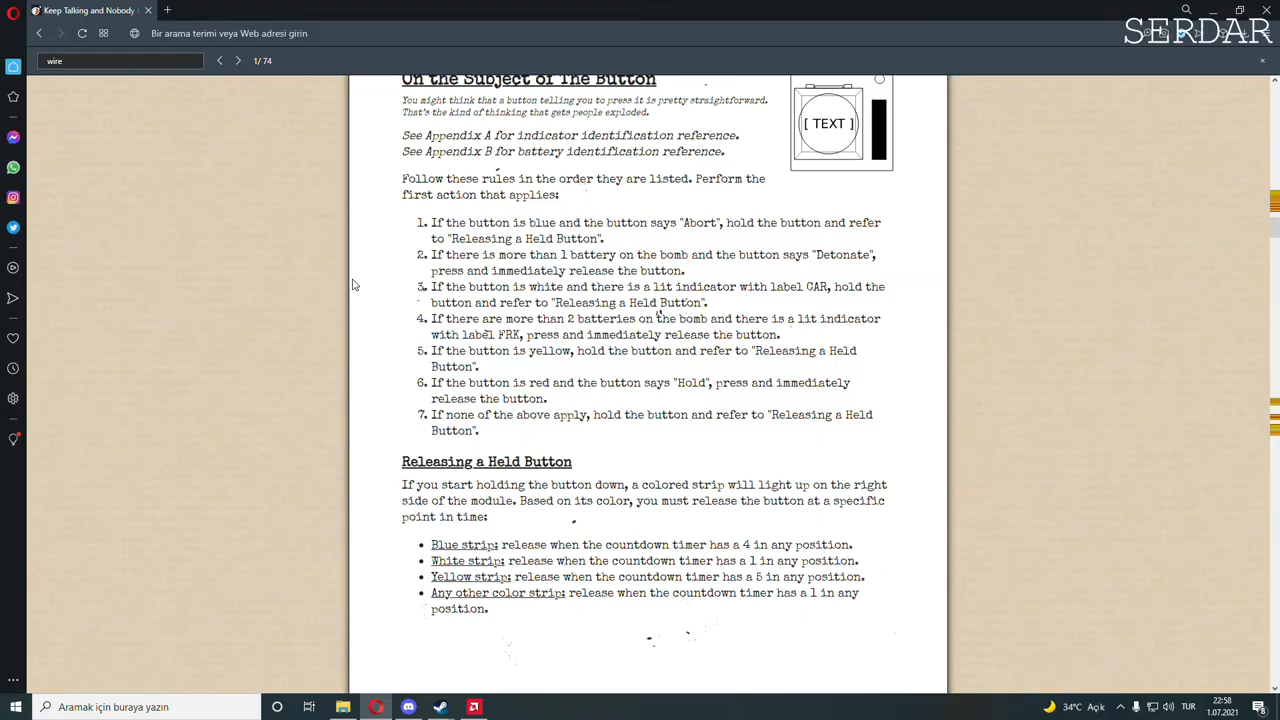 Keep Talking and Nobody
Bir arama terimi veya Web adresi girin
SERDAR
wire
1/74
On the Subject of The Button
You might think that a button telling you to press it is pretty straightforward.
That's the kind of thinking that gets people exploded.
[ TEXT ]
See Appendix A for indicator identification reference.
See Appendix B for battery identification reference.
Follow these rules in the order they are listed. Perform the
first action that applies:
1. If the button is blue and the button says "Abort", hold the button and refer
to "Releasing a Held Button".
2. If there is more than 1 battery on the bomb and the button says "Detonate",
press and immediately release the button.
3. If the button is white and there is a lit indicator with label CAR, hold the
button and refer to "Releasing a Held Button".
4. If there are more than 2 batteries on the bomb and there is a lit indicator
with label FRK, press and immediately release the button.
5. If the button is yellow, hold the button and refer to "Releasing a Held
Button".
6. If the button is red and the button says "Hold", press and immediately
release the button.
7. If none of the above apply, hold the button and refer to "Releasing a Held
Button".
Releasing a Held Button
If you start holding the button down, a colored strip will light up on the right
side of the module. Based on its color, you must release the button at a specific
point in time:
• Blue strip: release when the countdown timer has a 4 in any position.
• White strip: release when the countdown timer has a 1 in any position.
• Yellow strip: release when the countdown timer has a 5 in any position.
• Any other color strip: release when the countdown timer has a 1 in any
position.
Aramak için buraya yazın
34°C Açık
TUR
22:58
1.07.2021
8